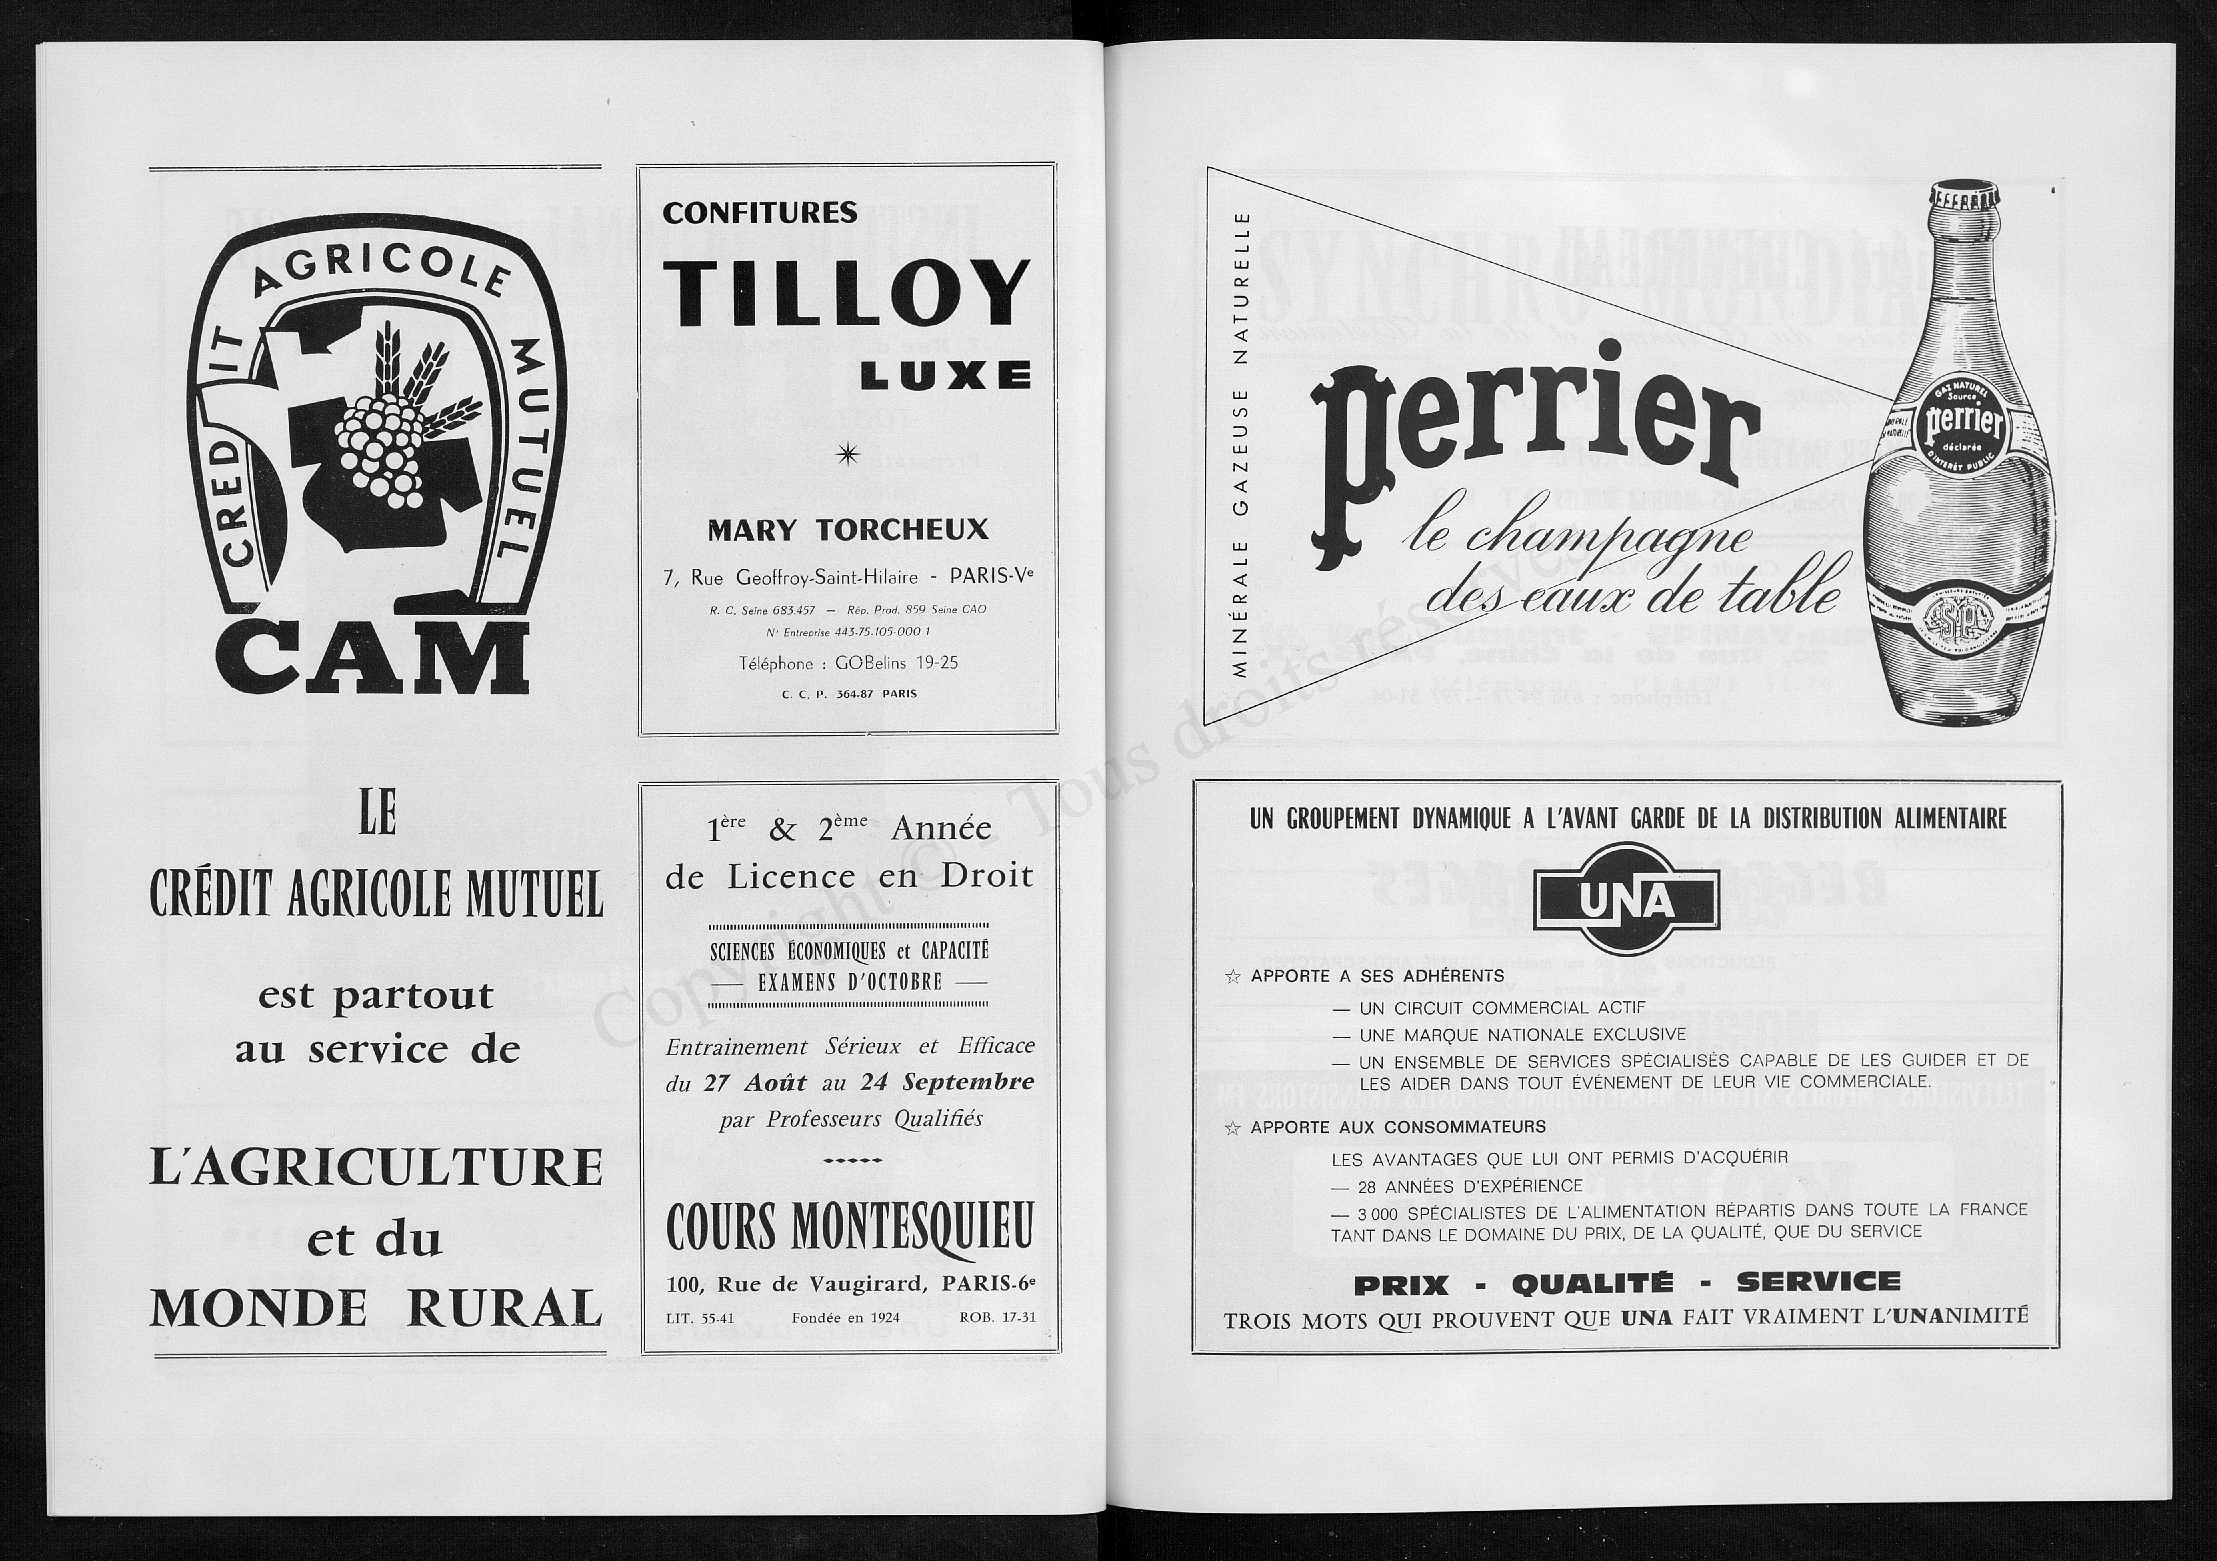 CREDIT AGRICOLE MUTUEL
CAM
LE
CRÉDIT AGRICOLE MUTUEL
est partout
au service de
L'AGRICULTURE
et du
MONDE RURAL
CONFITURES
TILLOY
LUXE
MARY TORCHEUX
7, Rue Geoffroy-Saint-Hilaire - PARIS-Ve
R. C. Seine 683.457 — Rép. Prod. 859 Seine CAO
N° Entreprise 443-75-105-000 1
Téléphone : GOBelins 19-25
C. C. P. 364-87 PARIS
1ère & 2ème Année
de Licence en Droit
SCIENCES ÉCONOMIQUES et CAPACITÉ
— EXAMENS D'OCTOBRE —
Entrainement Sérieux et Efficace
du 27 Août au 24 Septembre
par Professeurs Qualifiés
COURS MONTESQUIEU
100, Rue de Vaugirard, PARIS-6e
LIT. 55-41 Fondée en 1924 ROB. 17-31
MINÉRALE GAZEUSE NATURELLE
Perrier
le champagne
des eaux de table
GAZ NATUREL
Source
Perrier
déclarée
D'INTERÊT PUBLIC
UN GROUPEMENT DYNAMIQUE A L'AVANT GARDE DE LA DISTRIBUTION ALIMENTAIRE
UNA
☆ APPORTE A SES ADHÉRENTS
— UN CIRCUIT COMMERCIAL ACTIF
— UNE MARQUE NATIONALE EXCLUSIVE
— UN ENSEMBLE DE SERVICES SPÉCIALISÉS CAPABLE DE LES GUIDER ET DE
LES AIDER DANS TOUT ÉVÉNEMENT DE LEUR VIE COMMERCIALE.
☆ APPORTE AUX CONSOMMATEURS
LES AVANTAGES QUE LUI ONT PERMIS D'ACQUÉRIR
— 28 ANNÉES D'EXPÉRIENCE
— 3 000 SPÉCIALISTES DE L'ALIMENTATION RÉPARTIS DANS TOUTE LA FRANCE
TANT DANS LE DOMAINE DU PRIX, DE LA QUALITÉ, QUE DU SERVICE
PRIX - QUALITÉ - SERVICE
TROIS MOTS QUI PROUVENT QUE UNA FAIT VRAIMENT L'UNANIMITÉ
Copyright © - Tous droits réservés